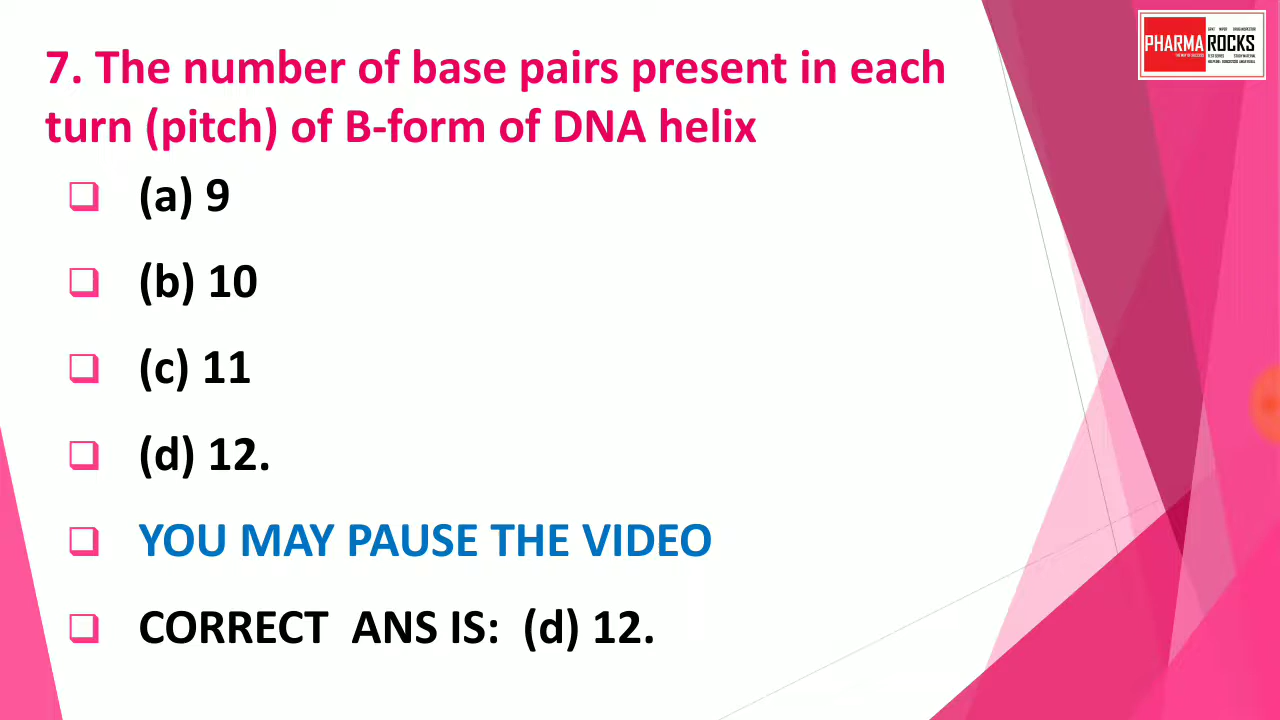 7. The number of base pairs present in each
turn (pitch) of B-form of DNA helix
(a) 9
(b) 10
(c) 11
(d) 12.
YOU MAY PAUSE THE VIDEO
CORRECT ANS IS: (d) 12.
PHARMA ROCKS